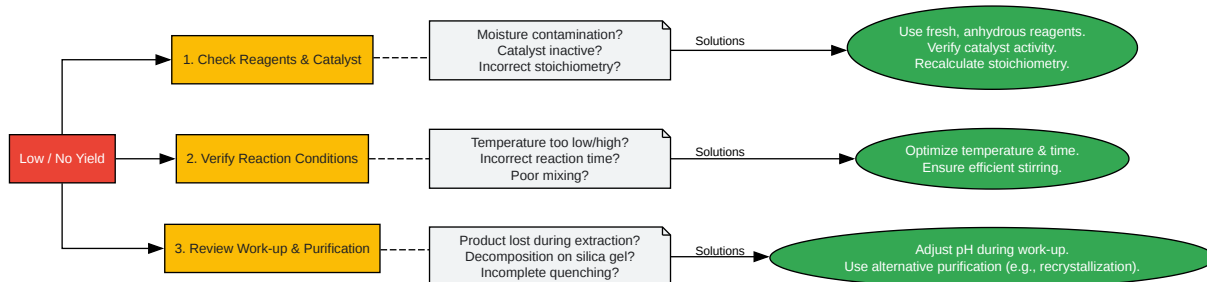 Low / No Yield
1. Check Reagents & Catalyst
Moisture contamination?
Catalyst inactive?
Incorrect stoichiometry?
Solutions
Use fresh, anhydrous reagents.
Verify catalyst activity.
Recalculate stoichiometry.
2. Verify Reaction Conditions
Temperature too low/high?
Incorrect reaction time?
Poor mixing?
Solutions
Optimize temperature & time.
Ensure efficient stirring.
3. Review Work-up & Purification
Product lost during extraction?
Decomposition on silica gel?
Incomplete quenching?
Solutions
Adjust pH during work-up.
Use alternative purification (e.g., recrystallization).